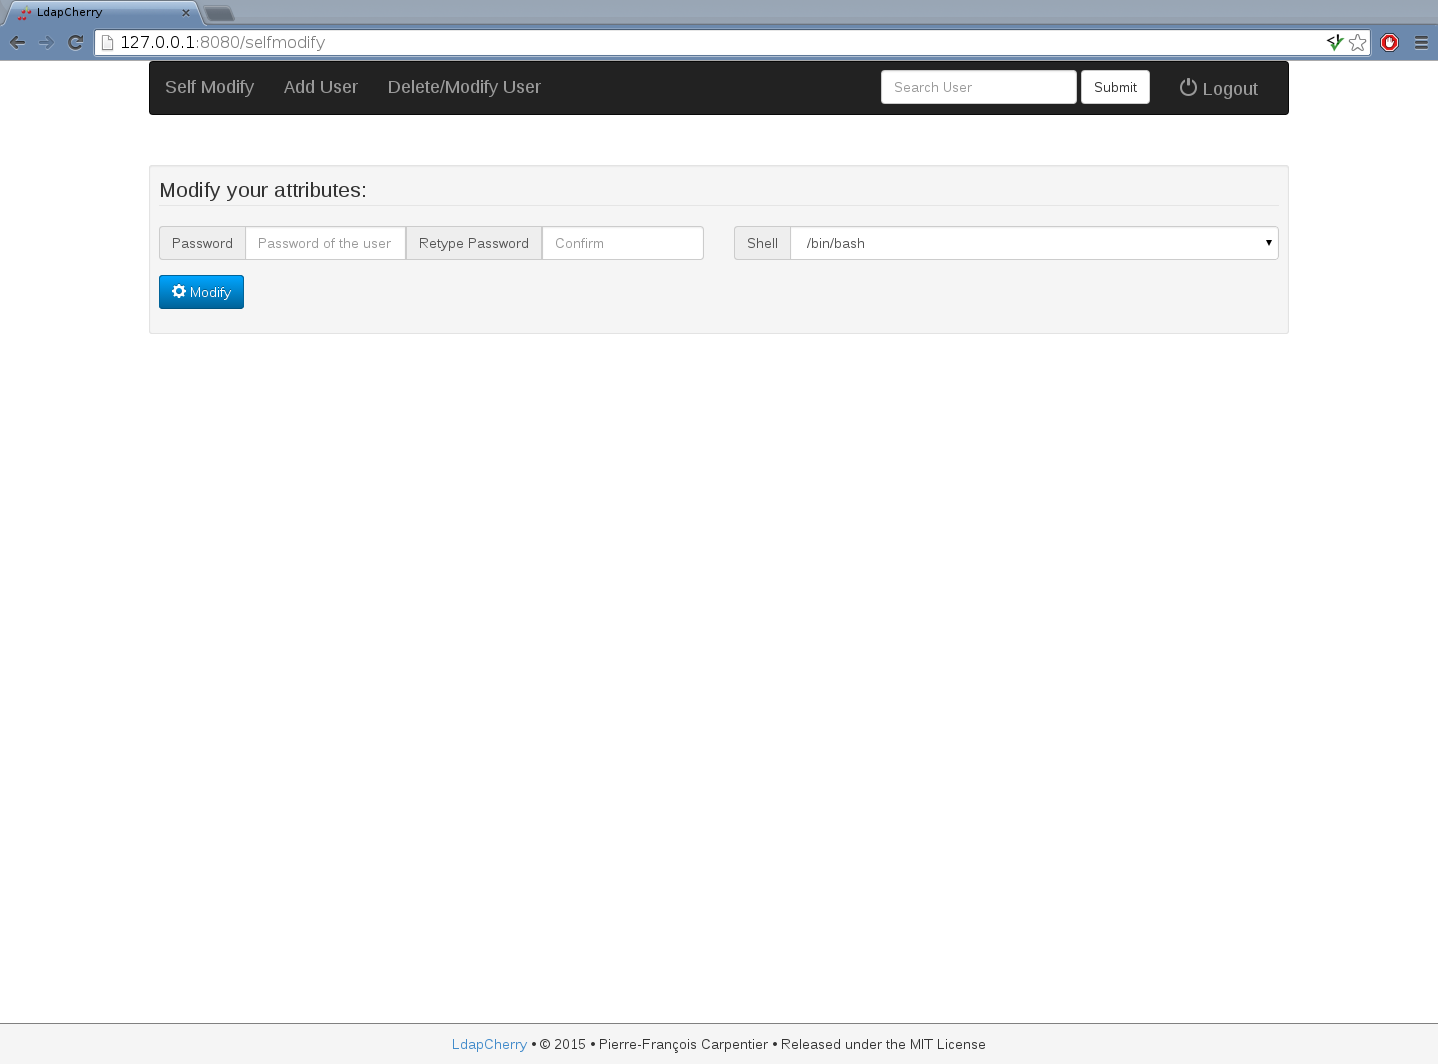 LdapCherry
127.0.0.1:8080/selfmodify
Self Modify Add User Delete/Modify User Search User Submit Logout
Modify your attributes:
Password Password of the user Retype Password Confirm Shell /bin/bash
Modify
LdapCherry • © 2015 • Pierre-François Carpentier • Released under the MIT License